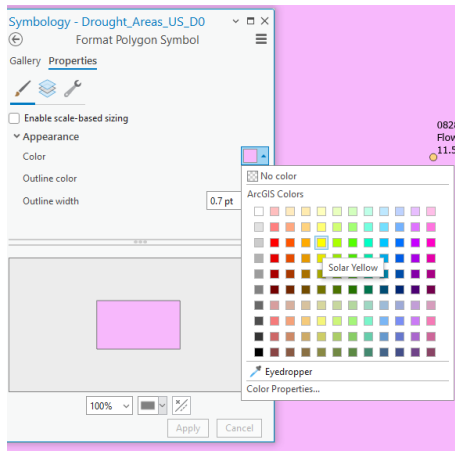 Symbology - Drought_Areas_US_D0
Format Polygon Symbol
Gallery Properties
Enable scale-based sizing
Appearance
Color
Outline color
Outline width 0.7 pt
No color
ArcGIS Colors
Solar Yellow
Eyedropper
Color Properties...
100%
Apply Cancel
0828
Flow
11.5